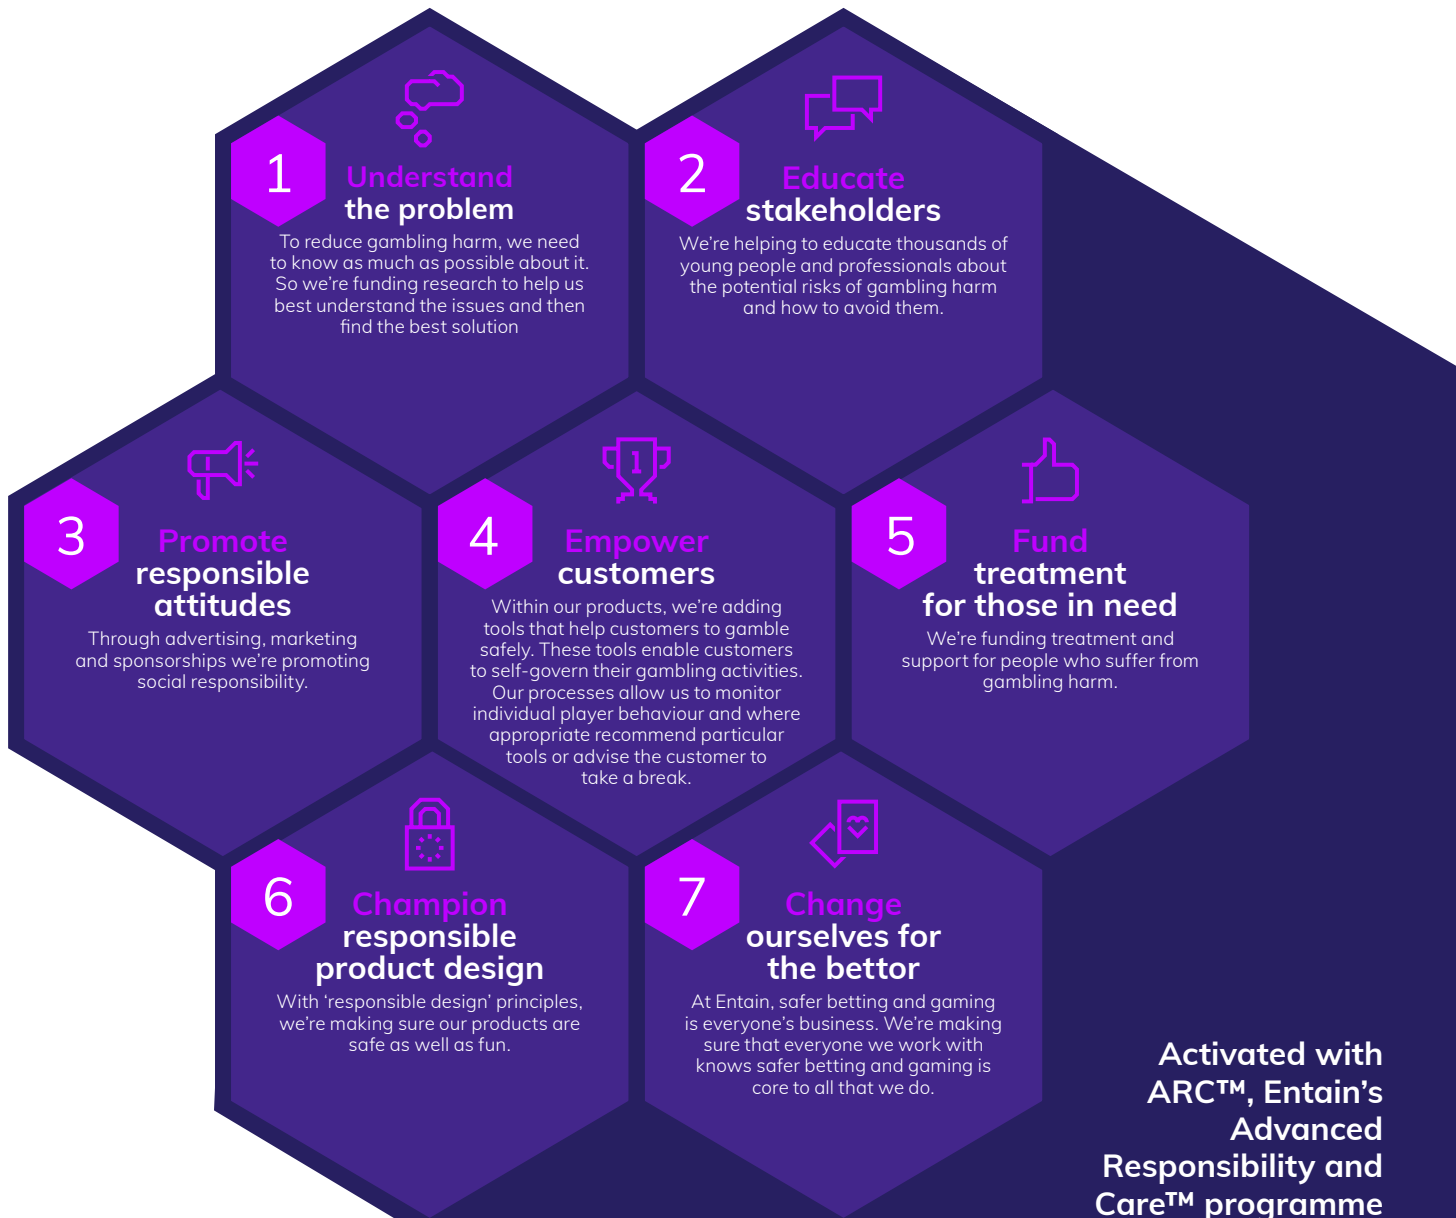 1
Understand
the problem
To reduce gambling harm, we need
to know as much as possible about it.
So we’re funding research to help us
best understand the issues and then
find the best solution
2
Educate
stakeholders
We’re helping to educate thousands of
young people and professionals about
the potential risks of gambling harm
and how to avoid them.
3
Promote
responsible
attitudes
Through advertising, marketing
and sponsorships we’re promoting
social responsibility.
4
1
Empower
customers
Within our products, we’re adding
tools that help customers to gamble
safely. These tools enable customers
to self-govern their gambling activities.
Our processes allow us to monitor
individual player behaviour and where
appropriate recommend particular
tools or advise the customer to
take a break.
5
Fund
treatment
for those in need
We’re funding treatment and
support for people who suffer from
gambling harm.
6
Champion
responsible
product design
With ‘responsible design’ principles,
we’re making sure our products are
safe as well as fun.
7
Change
ourselves for
the bettor
At Entain, safer betting and gaming
is everyone’s business. We’re making
sure that everyone we work with
knows safer betting and gaming is
core to all that we do.
Activated with
ARC™, Entain’s
Advanced
Responsibility and
Care™ programme